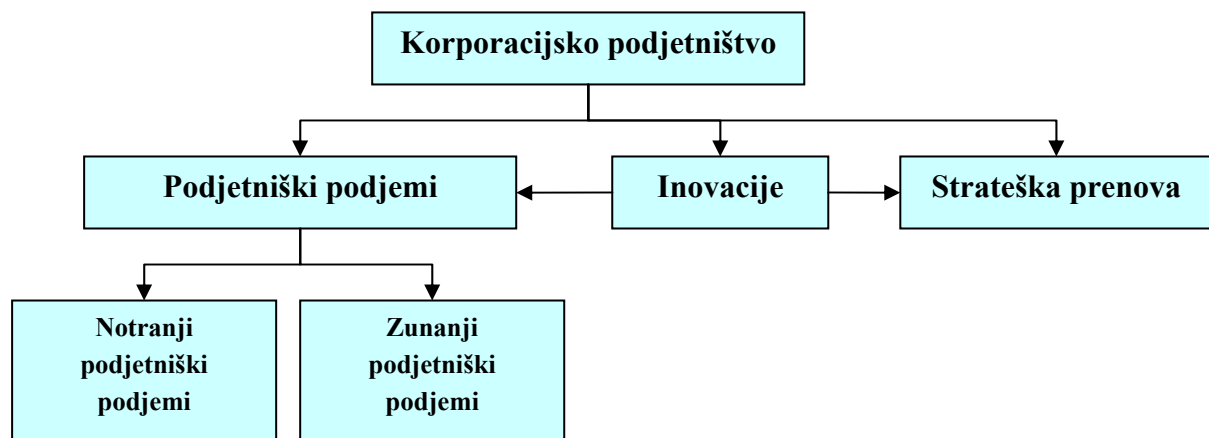 Korporacijsko podjetništvo
Podjetniški podjemi
Inovacije
Strateška prenova
Notranji
podjetniški
podjemi
Zunanji
podjetniški
podjemi